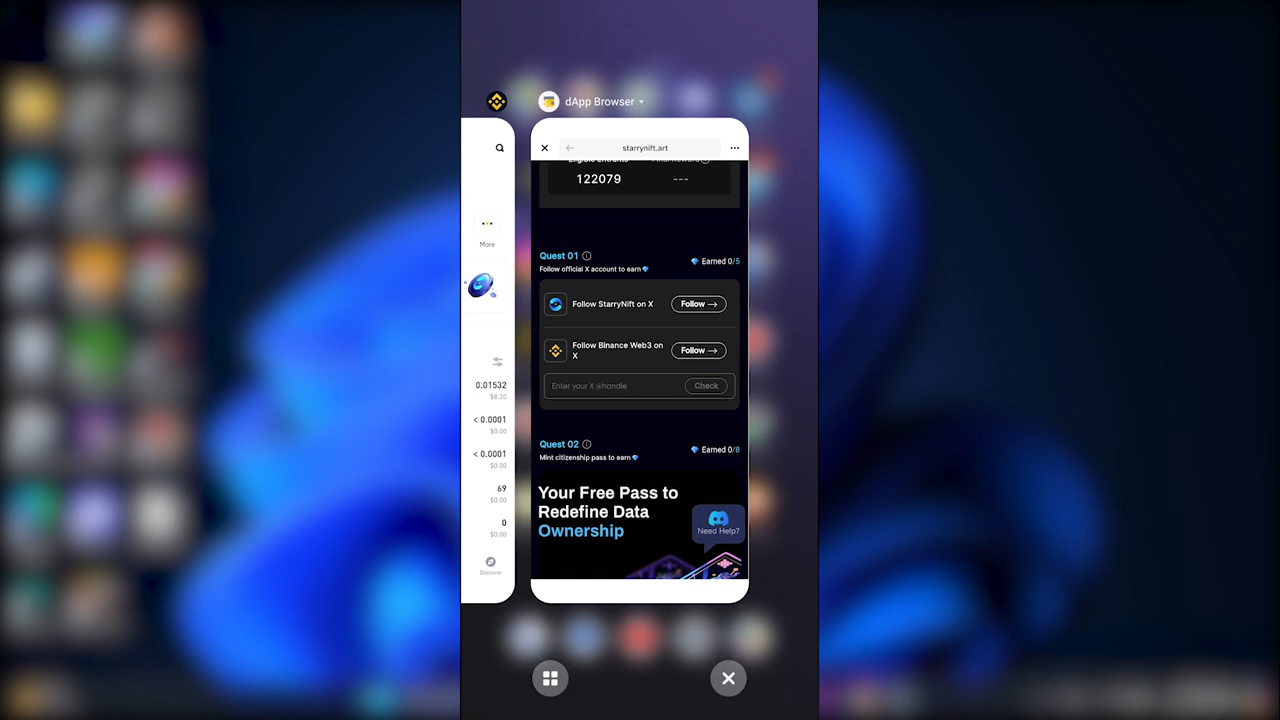 dApp Browser
starrynift.art
122079
---
More
Quest 01
Earned 0/5
Follow official X account to earn
Follow StarryNift on X
Follow →
Follow Binance Web3 on
X
Follow →
Enter your X @handle
Check
0.01532
$8.20
< 0.0001
$0.00
< 0.0001
$0.00
69
$0.00
0
$0.00
Discover
Quest 02
Earned 0/8
Mint citizenship pass to earn
Your Free Pass to
Redefine Data
Ownership
Need Help?